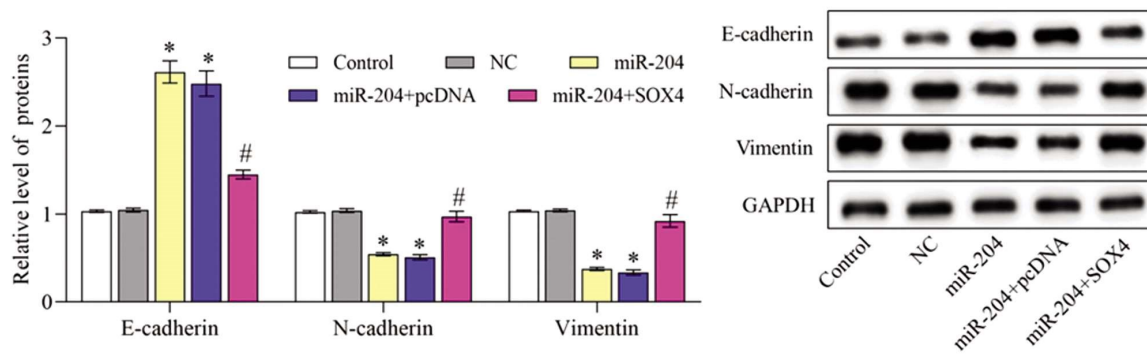 Relative level of proteins
3
2
1
0
Control
NC
miR-204
miR-204+pcDNA
miR-204+SOX4
* * #
* * #
* * #
E-cadherin
N-cadherin
Vimentin
E-cadherin
N-cadherin
Vimentin
GAPDH
Control
NC
miR-204
miR-204+pcDNA
miR-204+SOX4